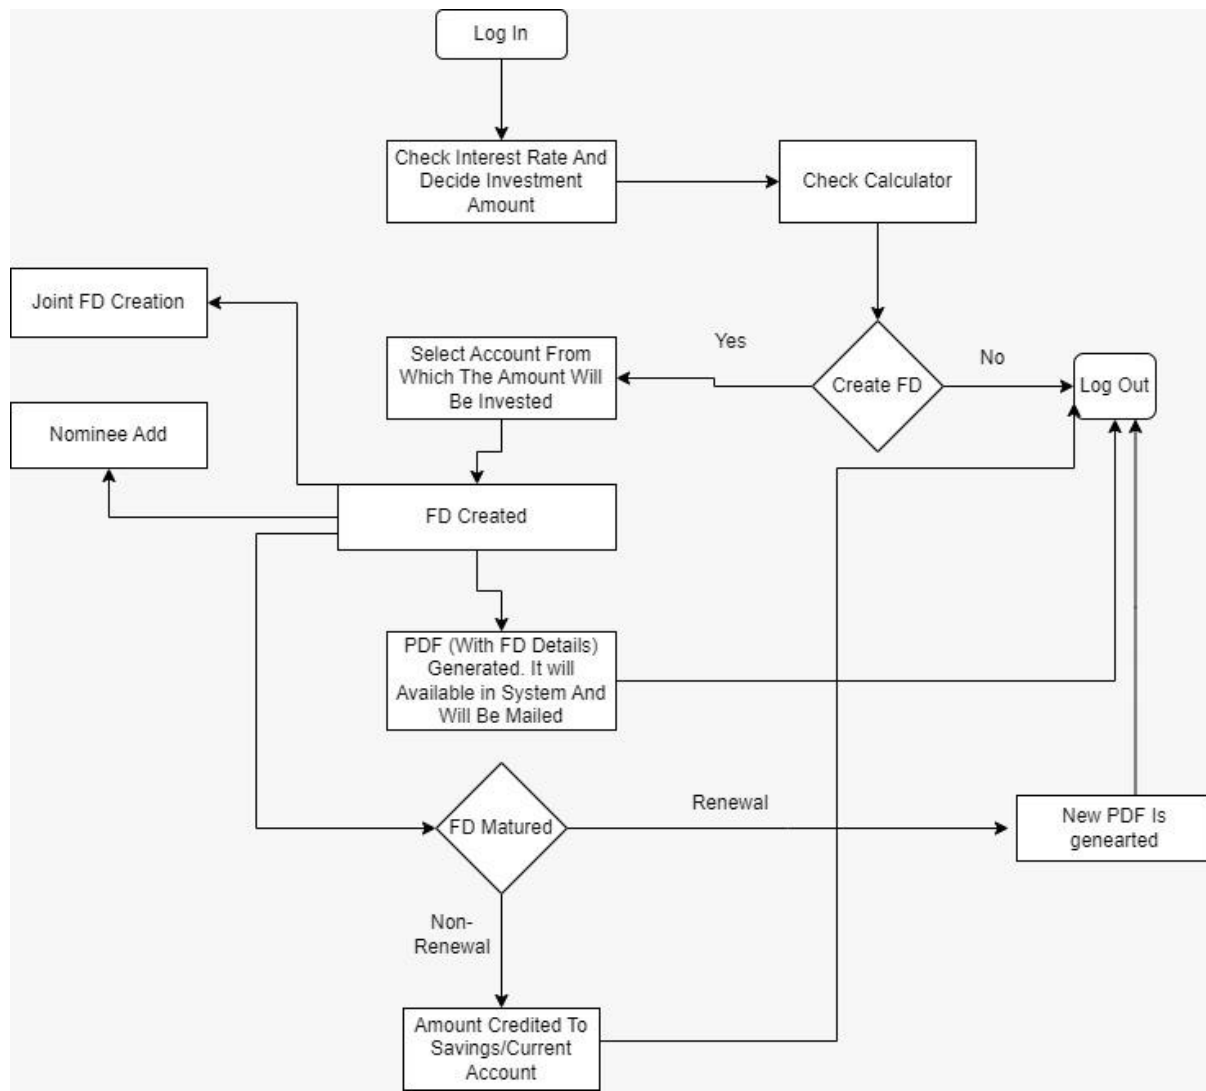 Log In
Check Interest Rate And
Decide Investment
Amount
Check Calculator
Joint FD Creation
Yes
Select Account From
Which The Amount Will
Be Invested
Create FD
No
Log Out
Nominee Add
FD Created
PDF (With FD Details)
Generated. It will
Available in System And
Will Be Mailed
FD Matured
Renewal
New PDF Is
genearted
Non-
Renewal
Amount Credited To
Savings/Current
Account